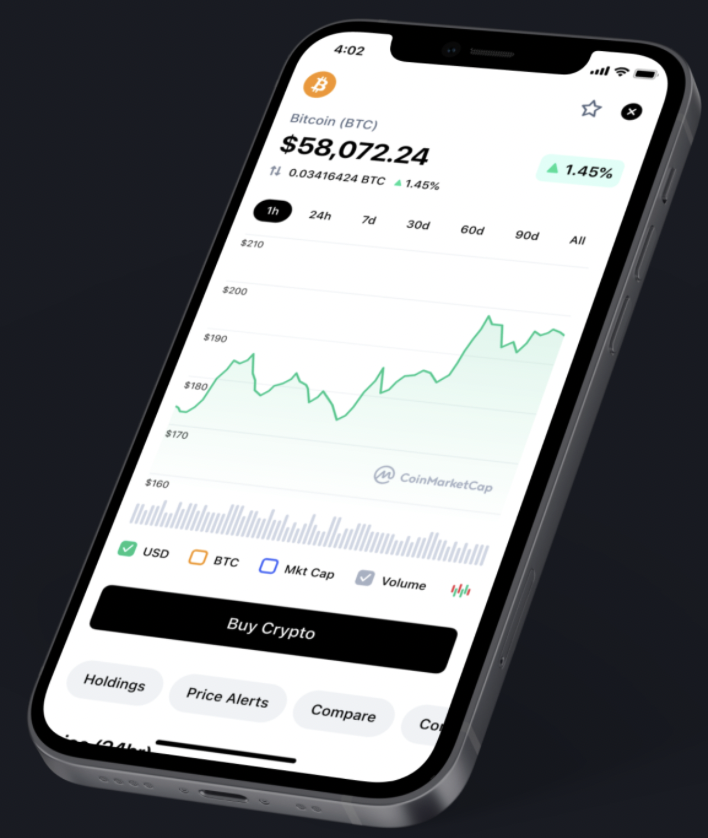 4:02
Bitcoin (BTC)
$58,072.24
1.45%
0.03416424 BTC 1.45%
1h 24h 7d 30d 60d 90d All
$210
$200
$190
$180
$170
$160
CoinMarketCap
USD BTC Mkt Cap Volume
Buy Crypto
Holdings Price Alerts Compare
(24hr)